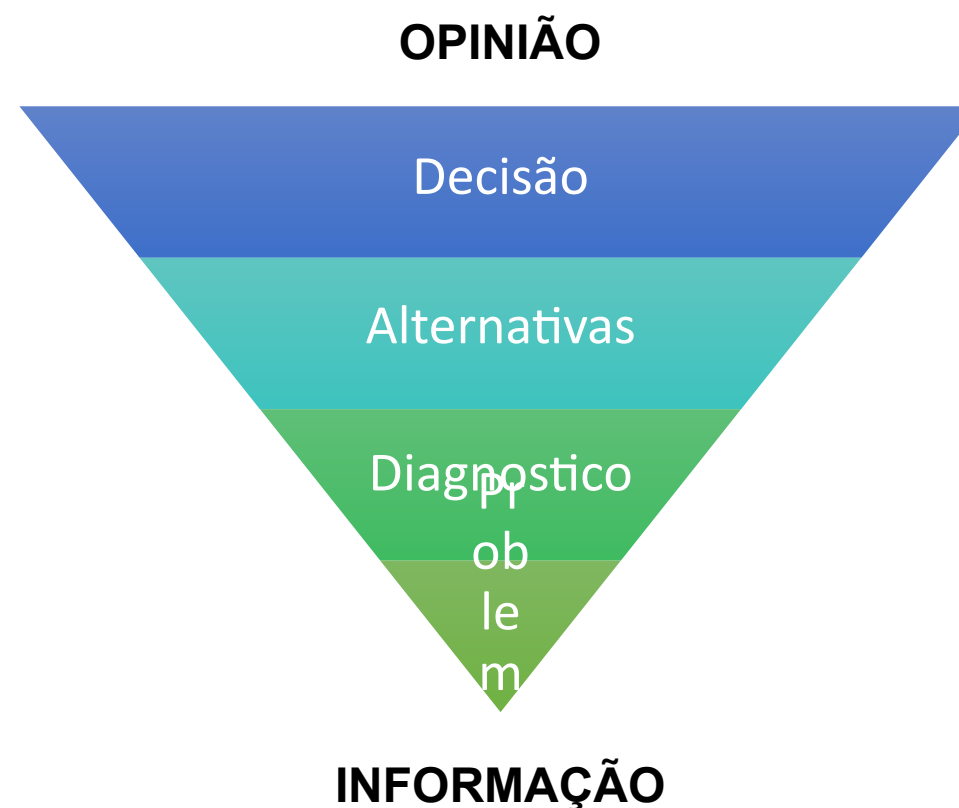 OPINIÃO
Decisão
Alternativas
Diagnostico
Pr
ob
le
m
INFORMAÇÃO